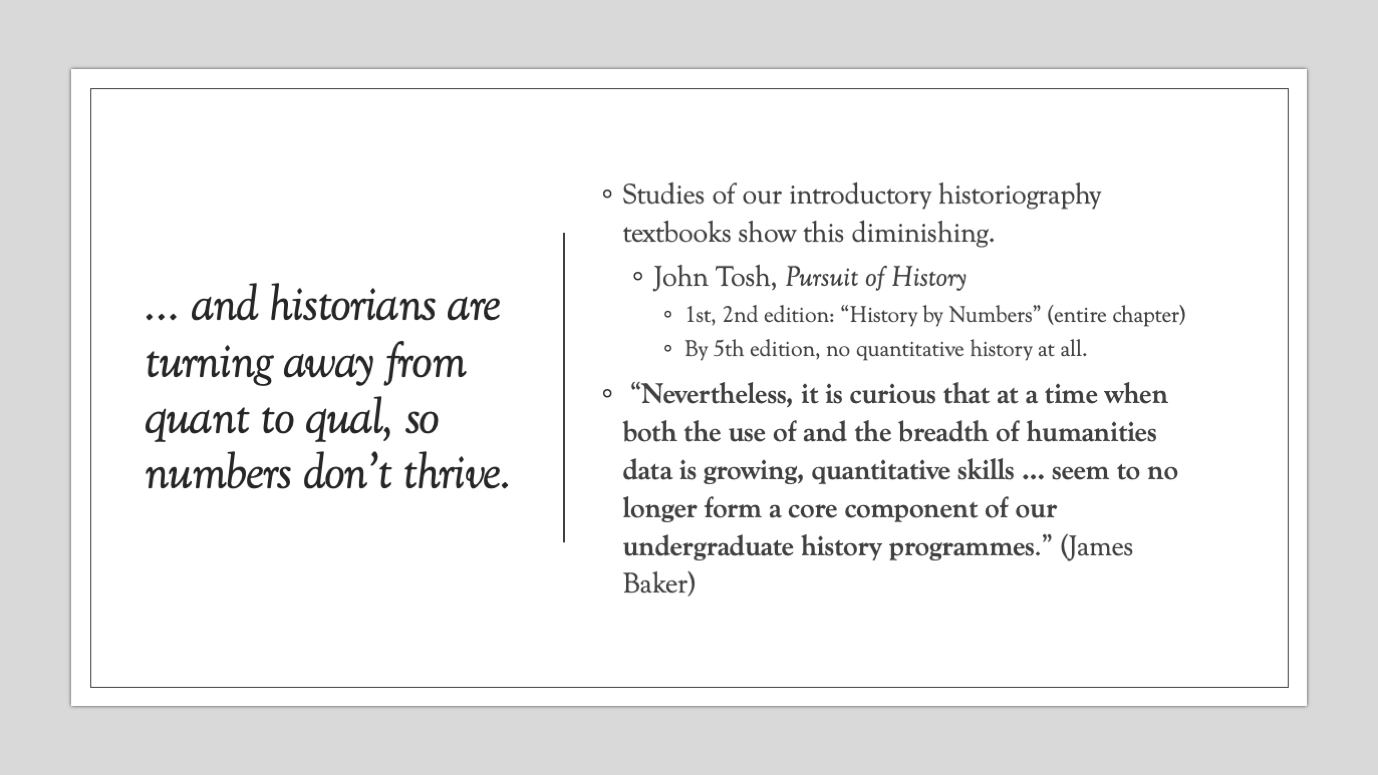 ... and historians are
turning away from
quant to qual, so
numbers don’t thrive.
◦ Studies of our introductory historiography
textbooks show this diminishing.
◦ John Tosh, Pursuit of History
◦ 1st, 2nd edition: “History by Numbers” (entire chapter)
◦ By 5th edition, no quantitative history at all.
◦ “Nevertheless, it is curious that at a time when
both the use of and the breadth of humanities
data is growing, quantitative skills ... seem to no
longer form a core component of our
undergraduate history programmes.” (James
Baker)